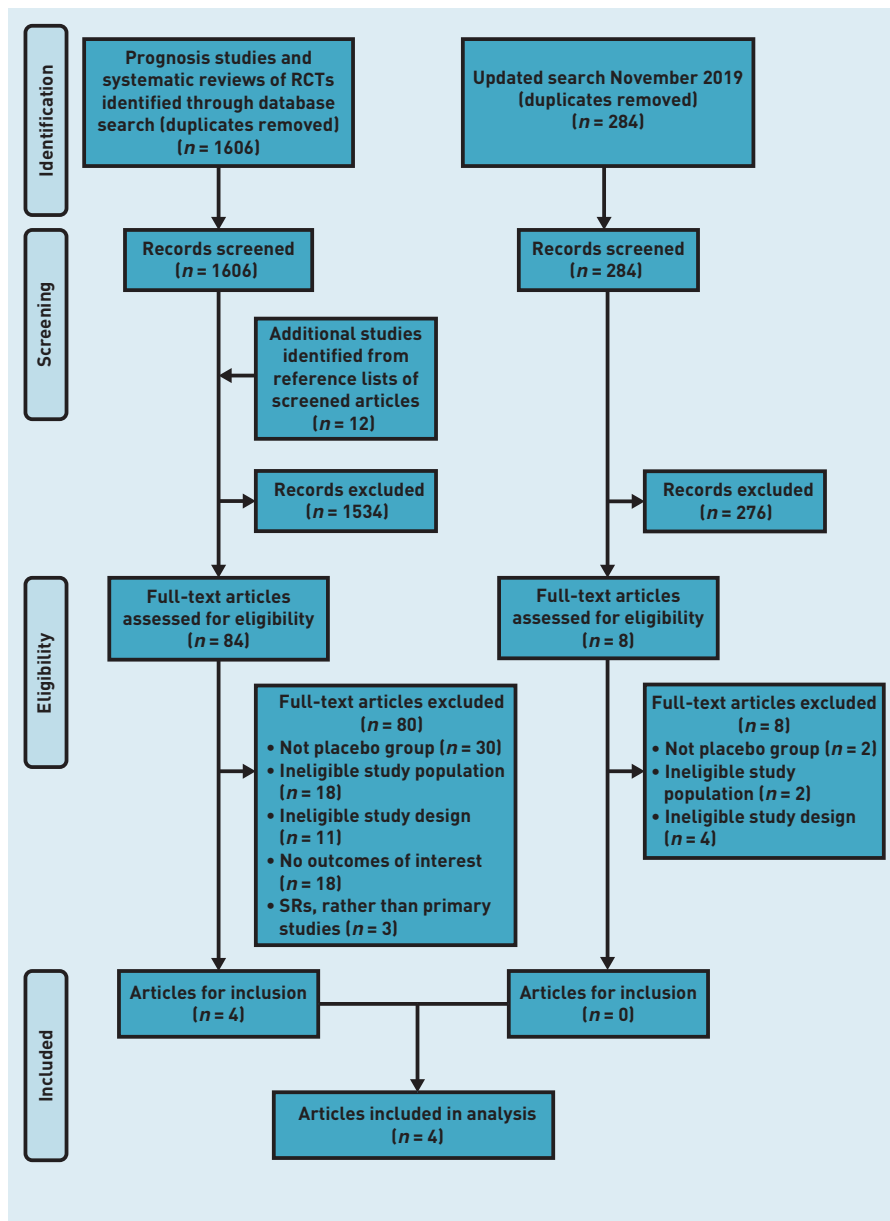 Identification
Prognosis studies and
systematic reviews of RCTs
identified through database
search (duplicates removed)
(n = 1606)
Updated search November 2019
(duplicates removed)
(n = 284)
Screening
Records screened
(n = 1606)
Records screened
(n = 284)
Additional studies
identified from
reference lists of
screened articles
(n = 12)
Records excluded
(n = 1534)
Records excluded
(n = 276)
Eligibility
Full-text articles
assessed for eligibility
(n = 84)
Full-text articles
assessed for eligibility
(n = 8)
Full-text articles excluded
(n = 80)
• Not placebo group (n = 30)
• Ineligible study population
(n = 18)
• Ineligible study design
(n = 11)
• No outcomes of interest
(n = 18)
• SRs, rather than primary
studies (n = 3)
Full-text articles excluded
(n = 8)
• Not placebo group (n = 2)
• Ineligible study
population (n = 2)
• Ineligible study design
(n = 4)
Included
Articles for inclusion
(n = 4)
Articles for inclusion
(n = 0)
Articles included in analysis
(n = 4)